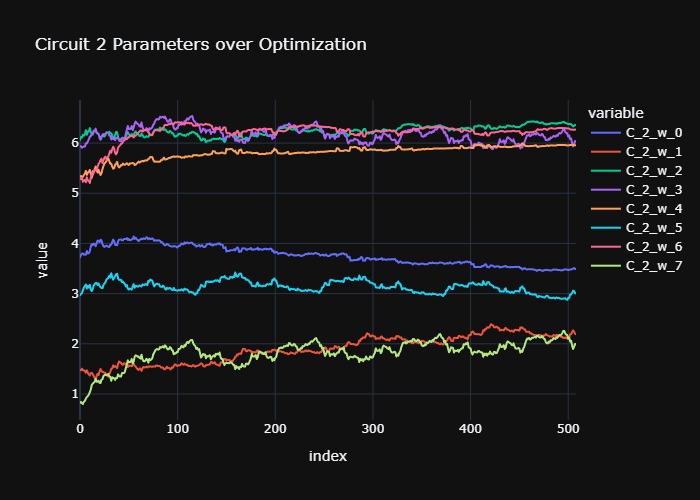 Circuit 2 Parameters over Optimization
variable
C_2_w_0
C_2_w_1
C_2_w_2
C_2_w_3
C_2_w_4
C_2_w_5
C_2_w_6
C_2_w_7
value
6
5
4
3
2
1
0 100 200 300 400 500
index